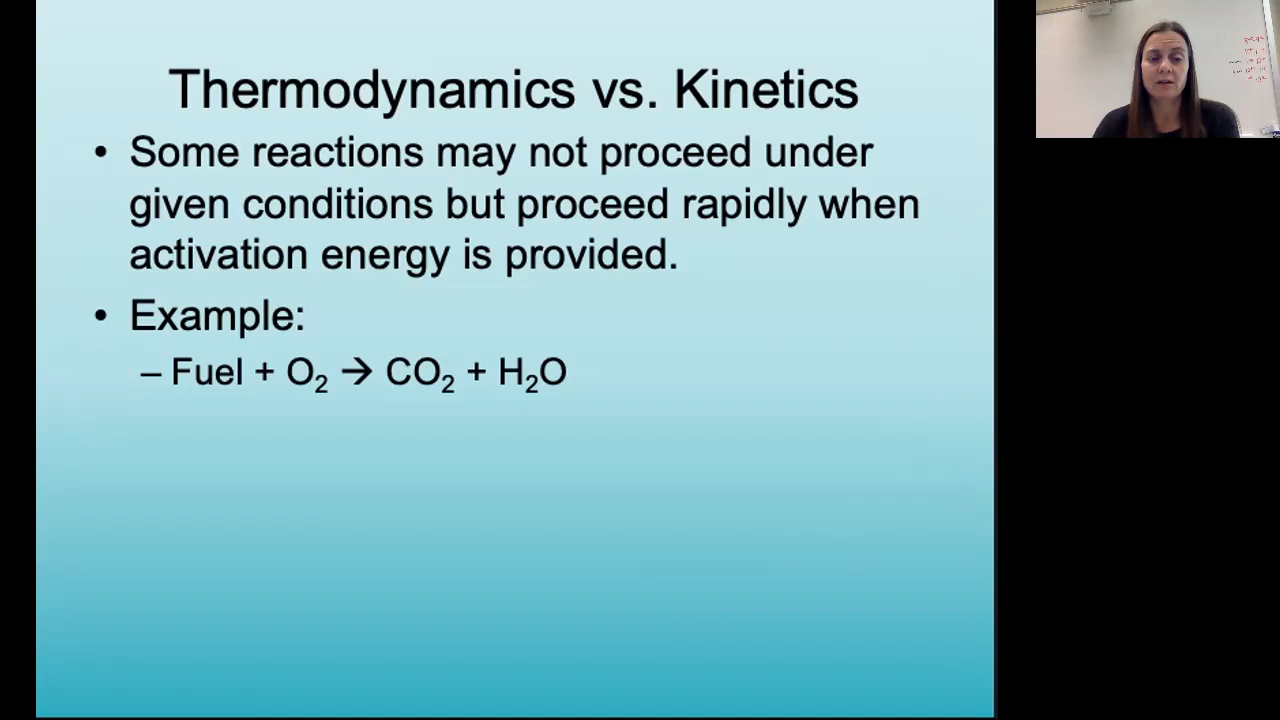 Thermodynamics vs. Kinetics
• Some reactions may not proceed under
given conditions but proceed rapidly when
activation energy is provided.
• Example:
– Fuel + O₂ → CO₂ + H₂O